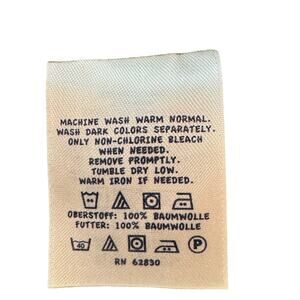 MACHINE WASH WARM NORMAL.
WASH DARK COLORS SEPARATELY.
ONLY NON-CHLORINE BLEACH
WHEN NEEDED.
REMOVE PROMPTLY.
TUMBLE DRY LOW.
WARM IRON IF NEEDED.
OBERSTOFF: 100% BAUMWOLLE
FUTTER: 100% BAUMWOLLE
40 P
RN 62830